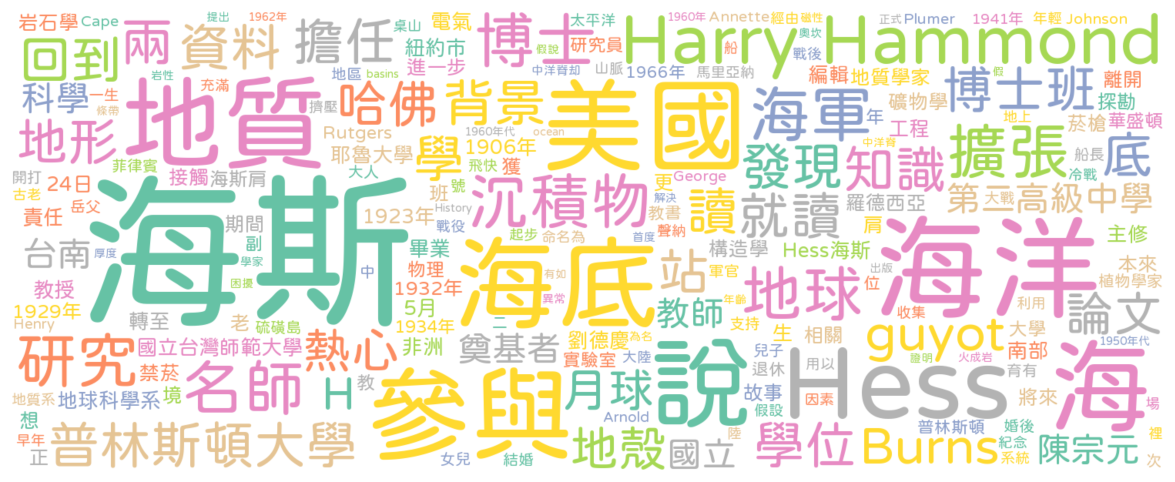 岩石學 Cape 提出 1962年 兩 資料 擔任 電氣 博士 太平洋 Harry Hammond 1960年 Annette 經由 磁性 正式 Plumer 1941年 年輕 Johnson
回到 桌山 紐約市 假說 研究員 船 奧坎 戰後
岩性 地區 basins 進一步 中洋脊却 山脈 1966年 馬里亞納 編輯 地質學家 假 離開
科學 一生 充滿 地質 擠壓 哈佛 背景 美國 海軍 年 礦物學 博士班 探勘
條帶 1960年代 ocean 工程 地上 菸槍 華盛頓
地形 菲律賓 Rutgers 學 1906年 發現 知識 中洋脊 擴張 船長 底
開打 接觸 海斯肩 耶魯大學 大人 飛快 獲 George 冷戰
古老 24日 海斯 班 號 沉積物 更 解決 讀 就讀 羅德西亞 第二高級中學 大戰
責任 岳父 期間 1923年 History 教書 首度 肩
台南 副 戰役 起步 命名為 聲納 構造學 Hess海斯 海洋 主修
厚度 學家 畢業 中 物理 海底 有如 站 軍官 地球 位 出版 本來
教授 困擾 1932年 異常 年齡 植物學家
1929年 轉至 老 硫磺島 5月 1934年 二 教師 支持 生 相關 收集 利用 論文
Henry 國立台灣師範大學 熱心 非洲 奠基者 劉德慶 為名 兒子 guyot 大學 1950年代
研究 禁菸 名師 H 實驗室 大陸 說 退休 用以 Hess 證明 火成岩 南部 海
地質系 地球科學系 境 教 參與 月球 故事 因素 育有 將來
想 Arnold 假設 場
早年 正 普林斯頓大學 地殼 陸 學位 普林斯頓 婚後 裡
女兒 結婚 國立 Burns 紀念 系統 陳宗元 次